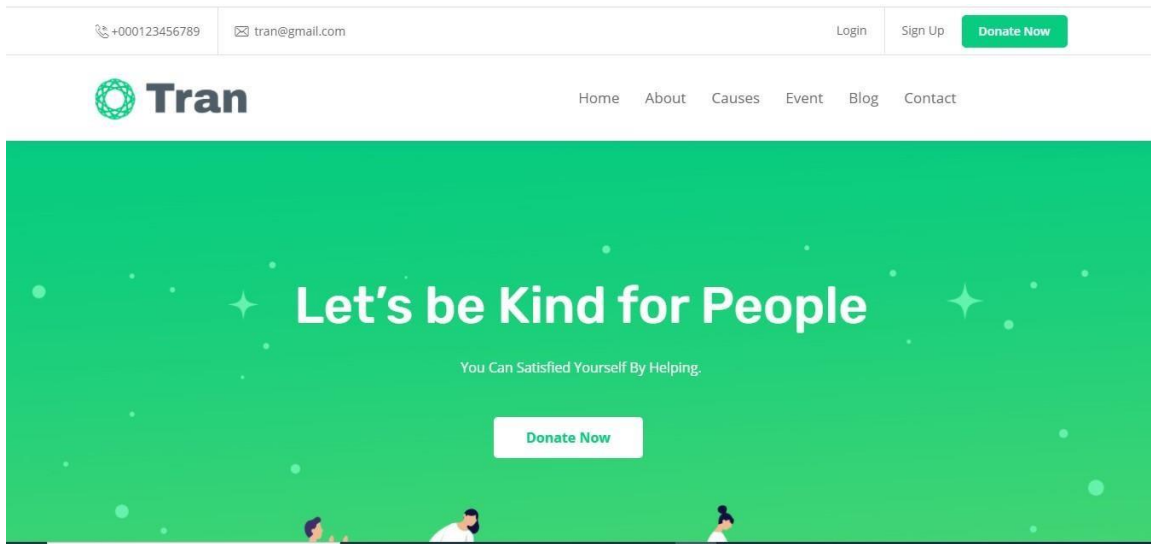 +000123456789 tran@gmail.com Login Sign Up Donate Now
Tran Home About Causes Event Blog Contact
Let’s be Kind for People
You Can Satisfied Yourself By Helping.
Donate Now